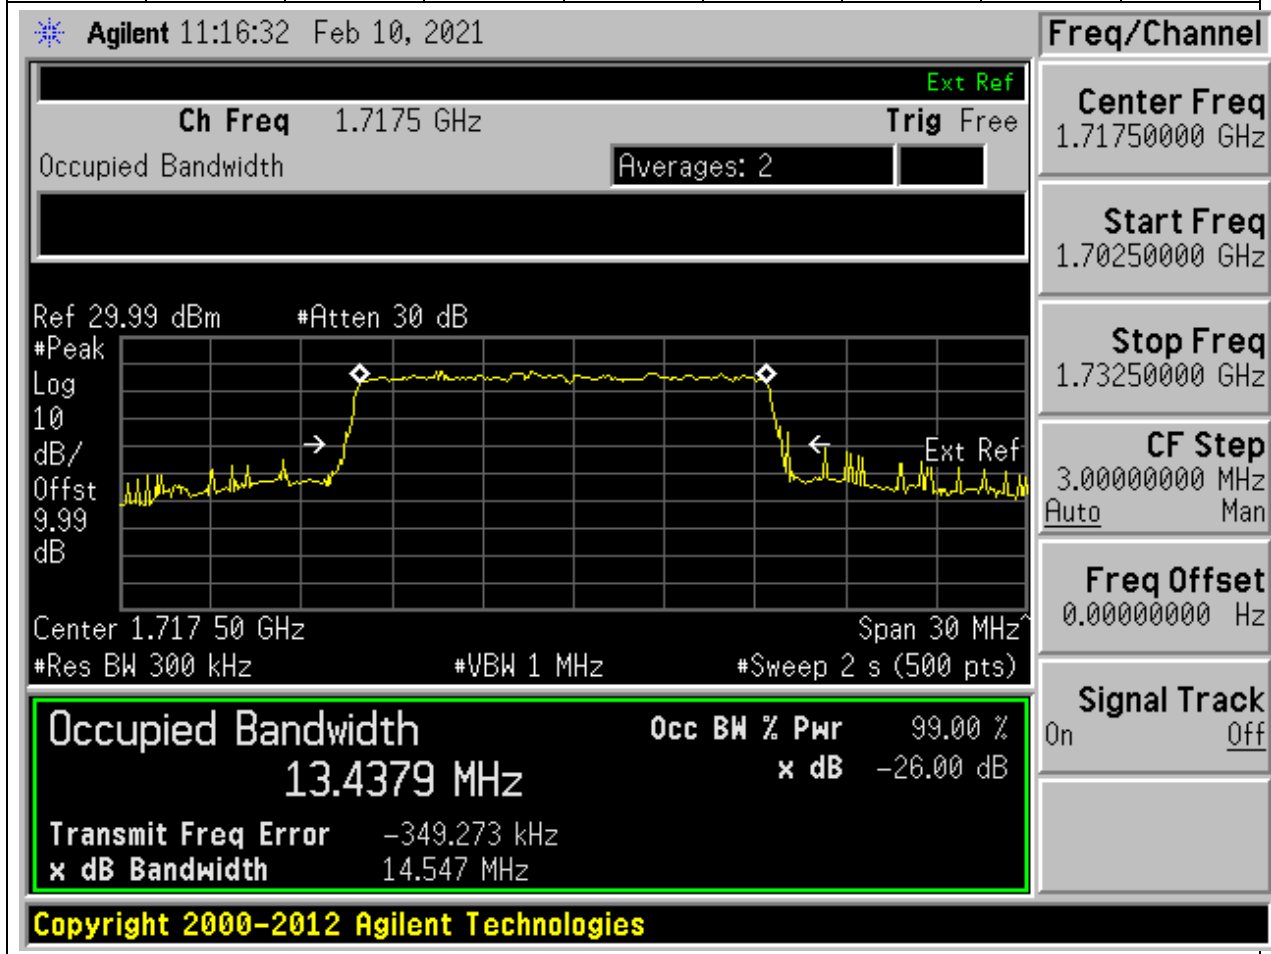 Agilent 11:16:32 Feb 10, 2021
Freq/Channel
Ext Ref
Ch Freq 1.7175 GHz
Trig Free
Occupied Bandwidth
Averages: 2
Ref 29.99 dBm #Atten 30 dB
#Peak
Log
10
dB/
Offst
9.99
dB
Ext Ref
Center 1.717 50 GHz
Span 30 MHz^
#Res BW 300 kHz #VBW 1 MHz #Sweep 2 s (500 pts)
Occupied Bandwidth
13.4379 MHz
Occ BW % Pwr 99.00 %
x dB -26.00 dB
Transmit Freq Error -349.273 kHz
x dB Bandwidth 14.547 MHz
Copyright 2000-2012 Agilent Technologies
Center Freq
1.71750000 GHz
Start Freq
1.70250000 GHz
Stop Freq
1.73250000 GHz
CF Step
3.00000000 MHz
Auto Man
Freq Offset
0.00000000 Hz
Signal Track
On Off